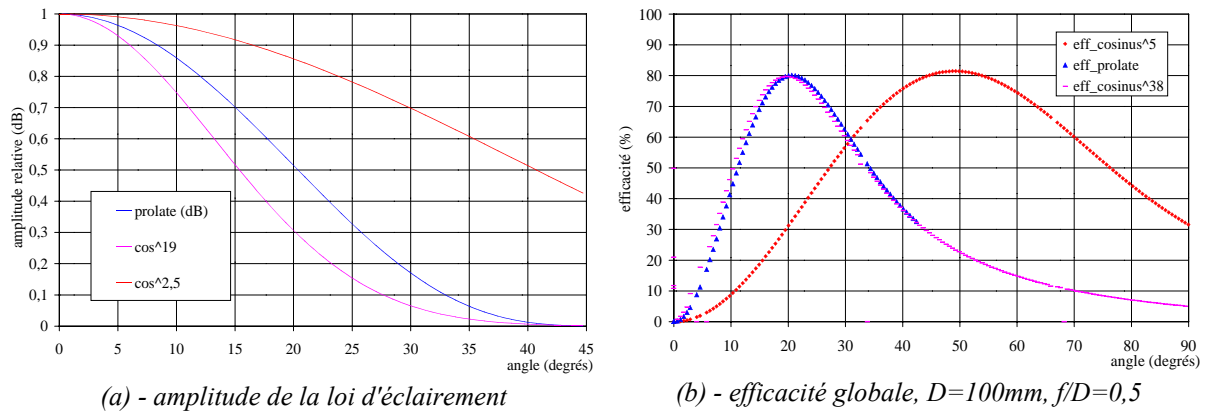 amplitude relative (dB)
1
0,9
0,8
0,7
0,6
0,5
0,4
0,3
0,2
0,1
0
prolate (dB)
cos^19
cos^2,5
0 5 10 15 20 25 30 35 40 45
angle (degrés)
(a) - amplitude de la loi d'éclairement
efficacité (%)
100
90
80
70
60
50
40
30
20
10
0
eff_cosinus^5
eff_prolate
eff_cosinus^38
0 10 20 30 40 50 60 70 80 90
angle (degrés)
(b) - efficacité globale, D=100mm, f/D=0,5